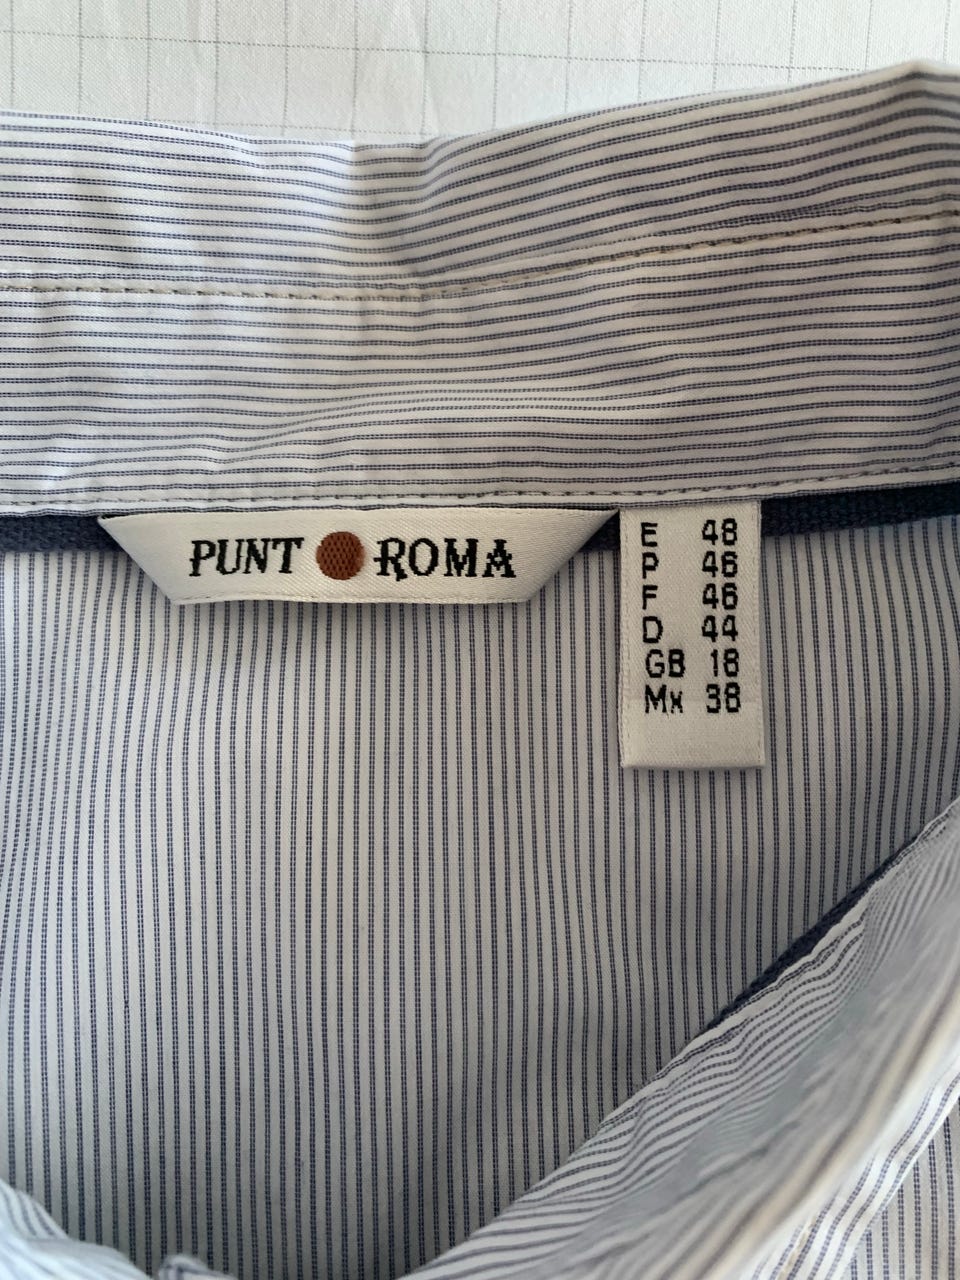 PUNT ROMA
E 48
P 46
F 46
D 44
GB 18
Mx 38